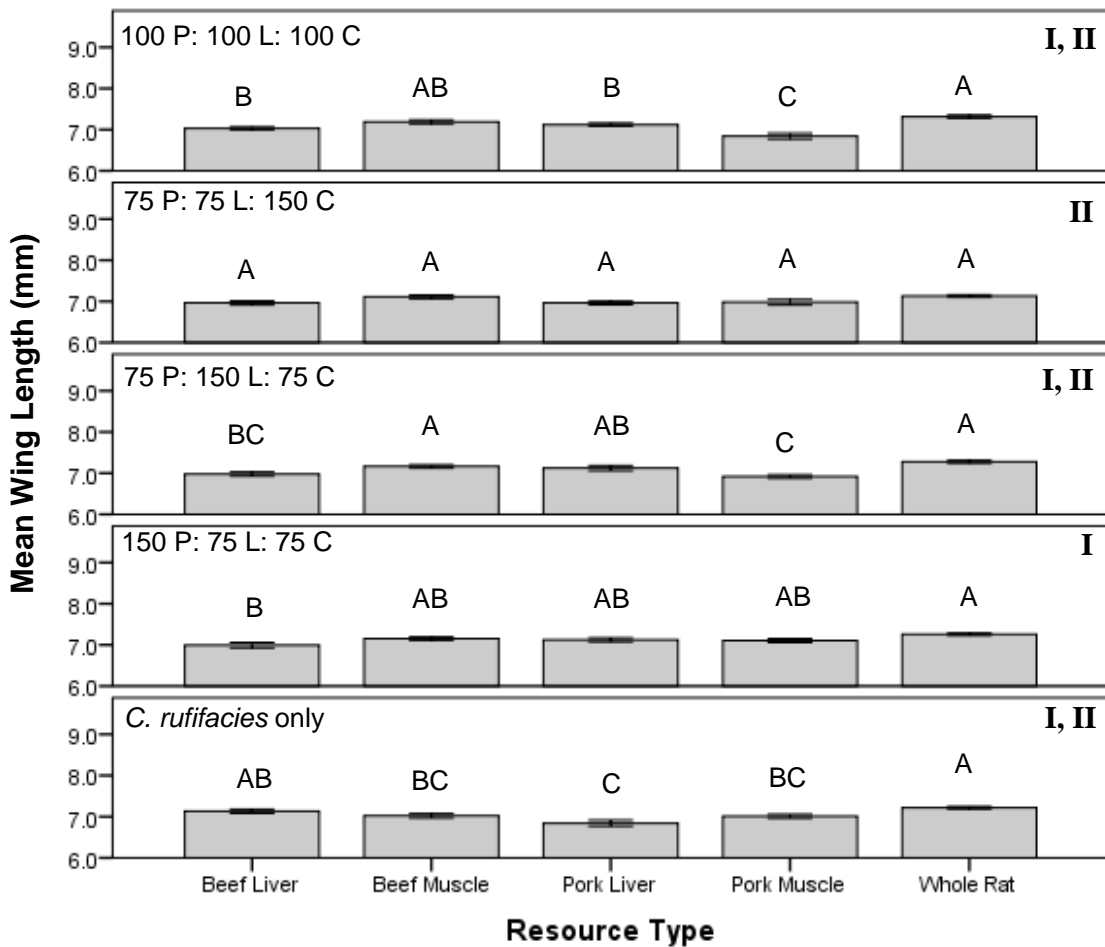 100 P: 100 L: 100 C I, II
9.0
8.0
7.0
6.0
B AB B C A
75 P: 75 L: 150 C II
9.0
8.0
7.0
6.0
A A A A A
75 P: 150 L: 75 C I, II
9.0
8.0
7.0
6.0
BC A AB C A
150 P: 75 L: 75 C I
9.0
8.0
7.0
6.0
B AB AB AB A
C. rufifacies only I, II
9.0
8.0
7.0
6.0
AB BC C BC A
Mean Wing Length (mm)
Beef Liver Beef Muscle Pork Liver Pork Muscle Whole Rat
Resource Type